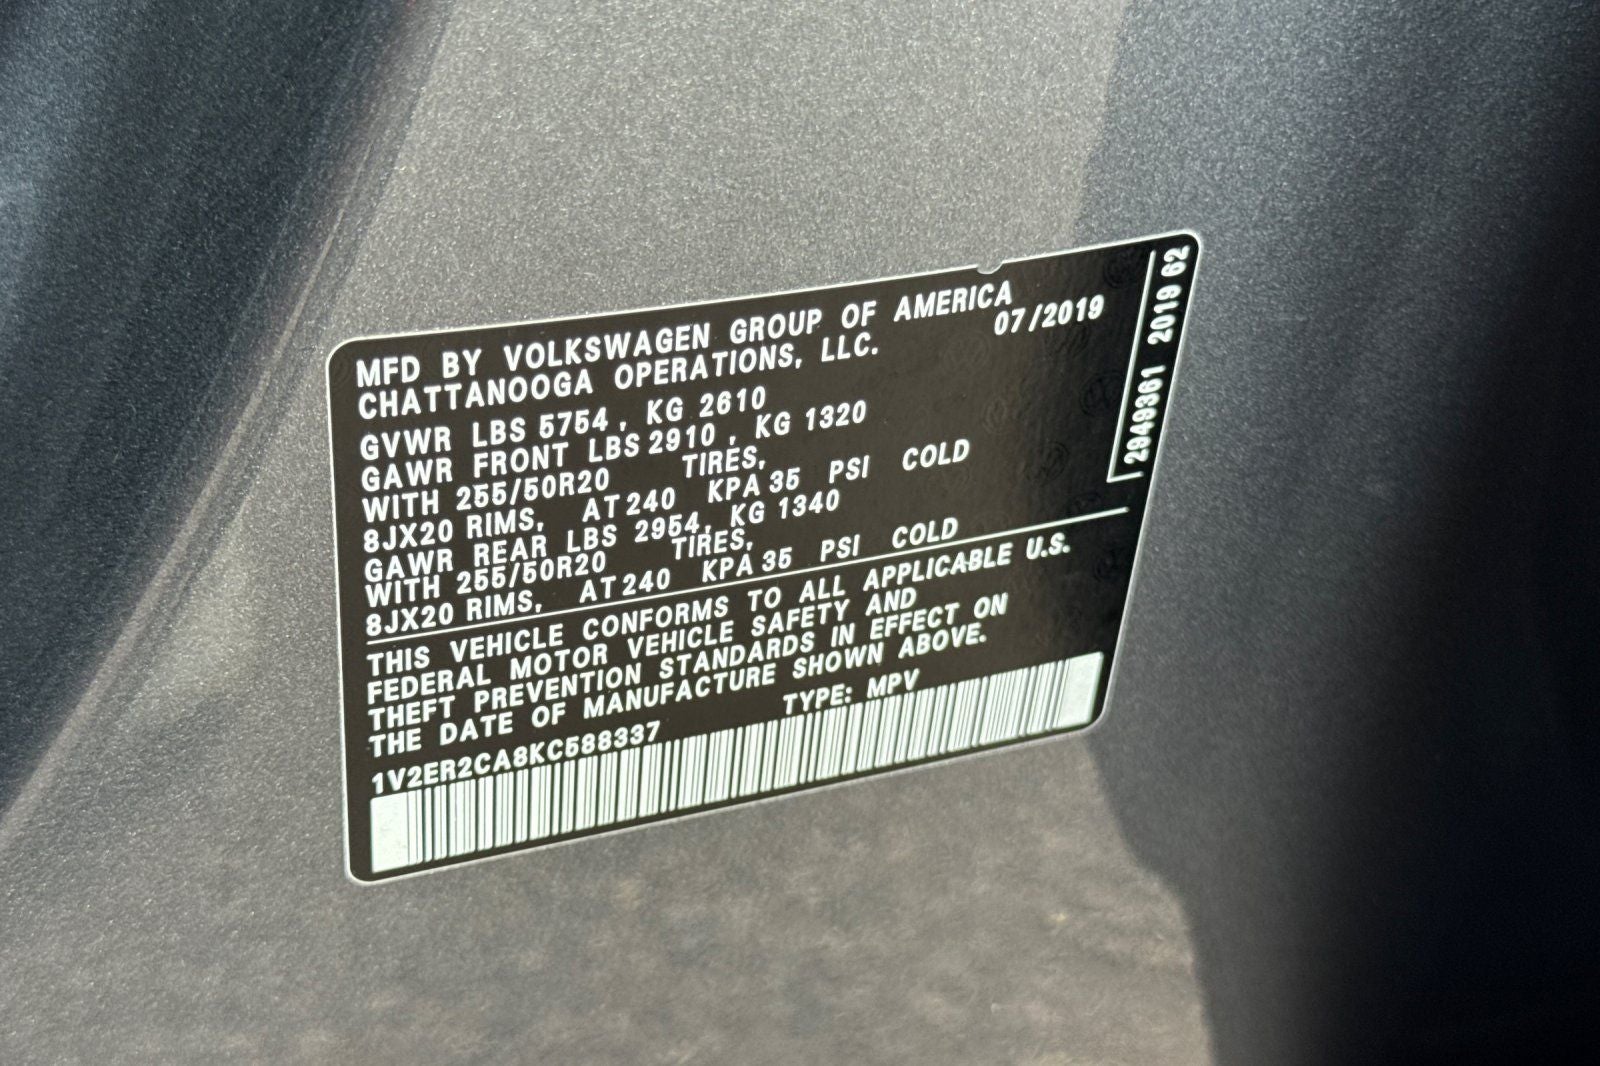 MFD BY VOLKSWAGEN GROUP OF AMERICA
CHATTANOOGA OPERATIONS, LLC. 07/2019
GVWR LBS 5754, KG 2610
GAWR FRONT LBS 2910, KG 1320
WITH 255/50R20 TIRES,
8JX20 RIMS, AT 240 KPA 35 PSI COLD
GAWR REAR LBS 2954, KG 1340
WITH 255/50R20 TIRES,
8JX20 RIMS, AT 240 KPA 35 PSI COLD
THIS VEHICLE CONFORMS TO ALL APPLICABLE U.S.
FEDERAL MOTOR VEHICLE SAFETY AND
THEFT PREVENTION STANDARDS IN EFFECT ON
THE DATE OF MANUFACTURE SHOWN ABOVE.
1V2ER2CA8KC588337 TYPE: MPV
2949361 2019 62